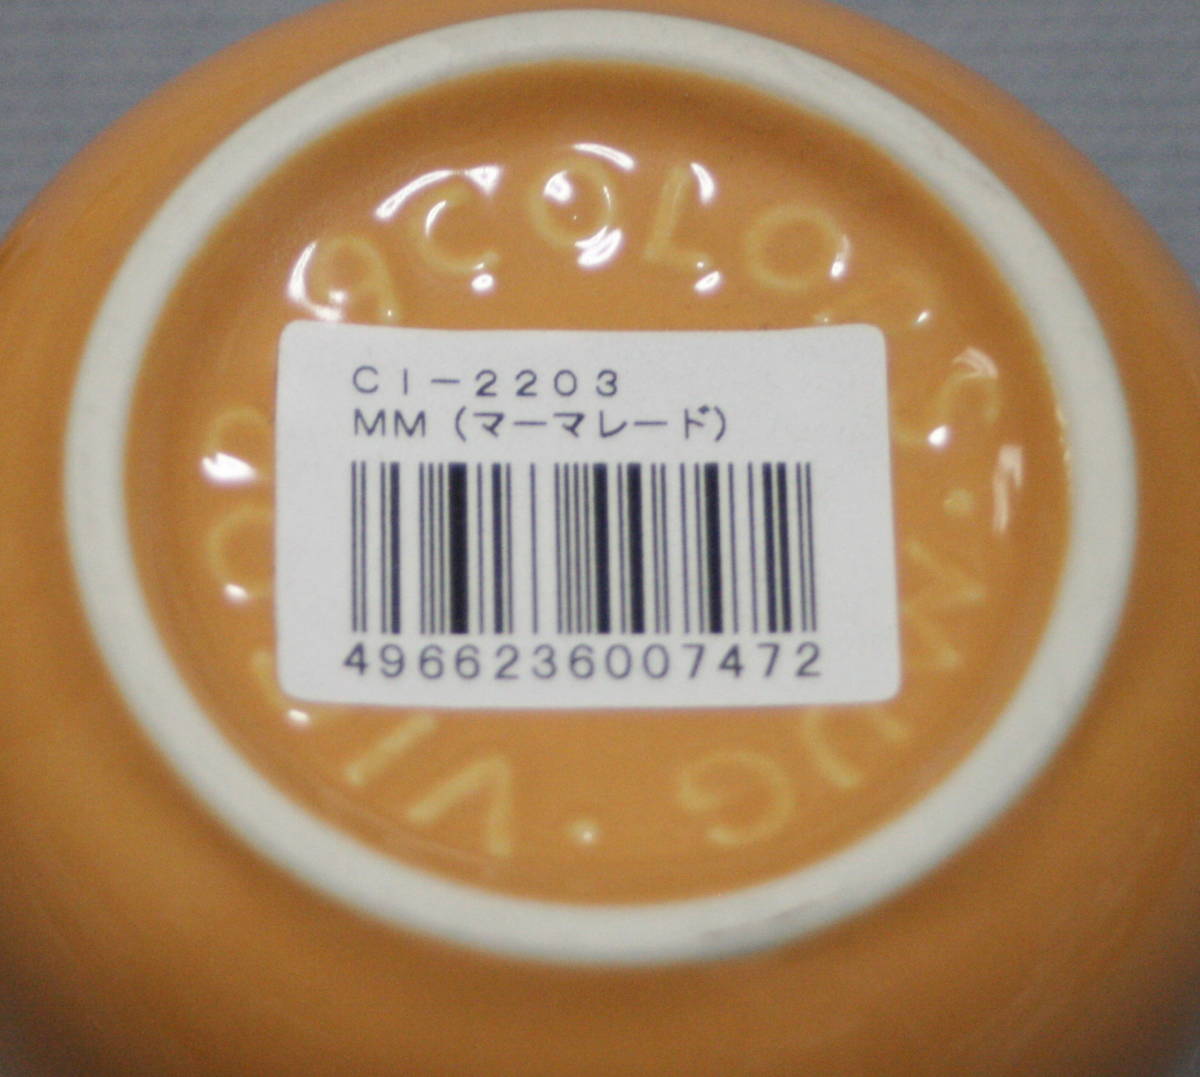 COLORS · MUG ·
CI－2203
MM（マーマレード）
4966236007472